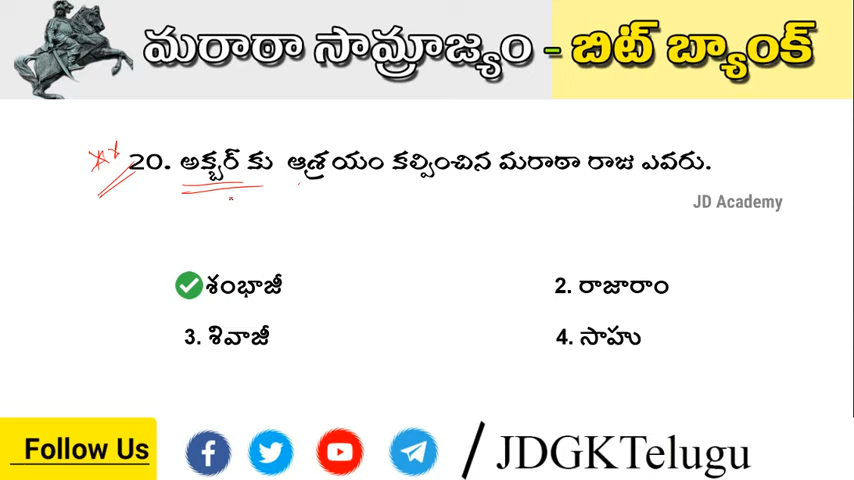 మరాఠా సామ్రాజ్యం - బిట్ బ్యాంక్
20. అక్బర్ కు ఆశ్రయం కల్పించిన మరాఠా రాజు ఎవరు.
JD Academy
శంభాజీ
2. రాజారాం
3. శివాజీ
4. సాహు
Follow Us
/ JDGKTelugu